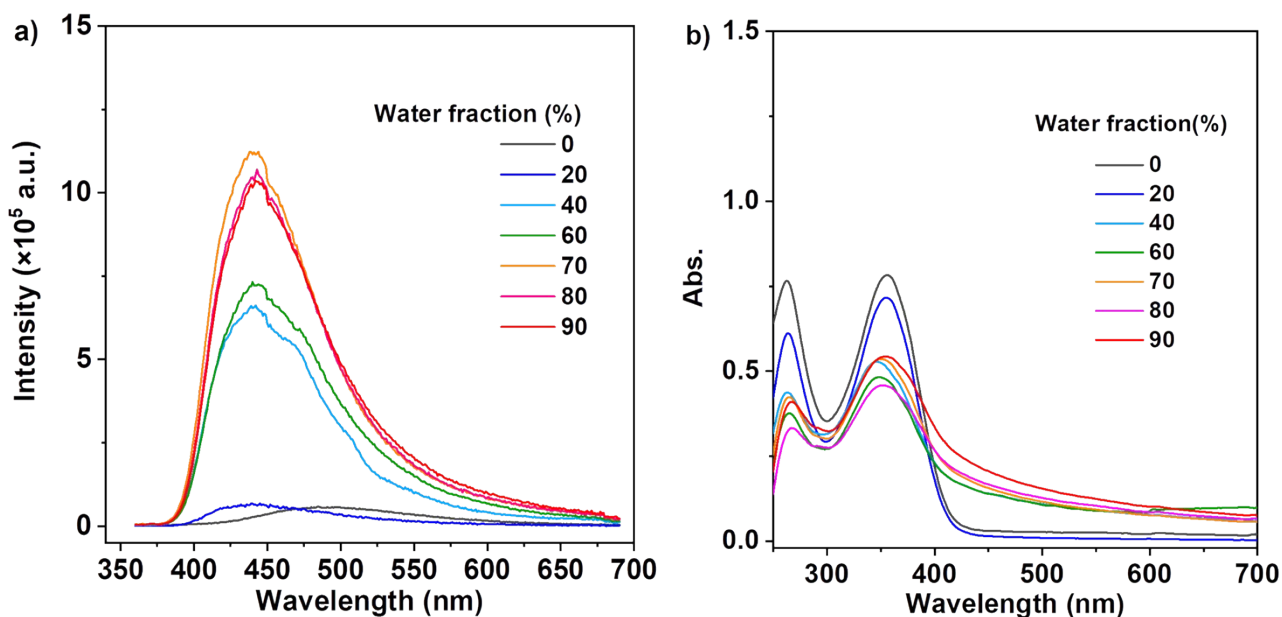 a)
15
10
5
0
Intensity (×10⁵ a.u.)
Water fraction (%)
0
20
40
60
70
80
90
350 400 450 500 550 600 650 700
Wavelength (nm)
b)
1.5
1.0
0.5
0.0
Abs.
Water fraction(%)
0
20
40
60
70
80
90
300 400 500 600 700
Wavelength (nm)